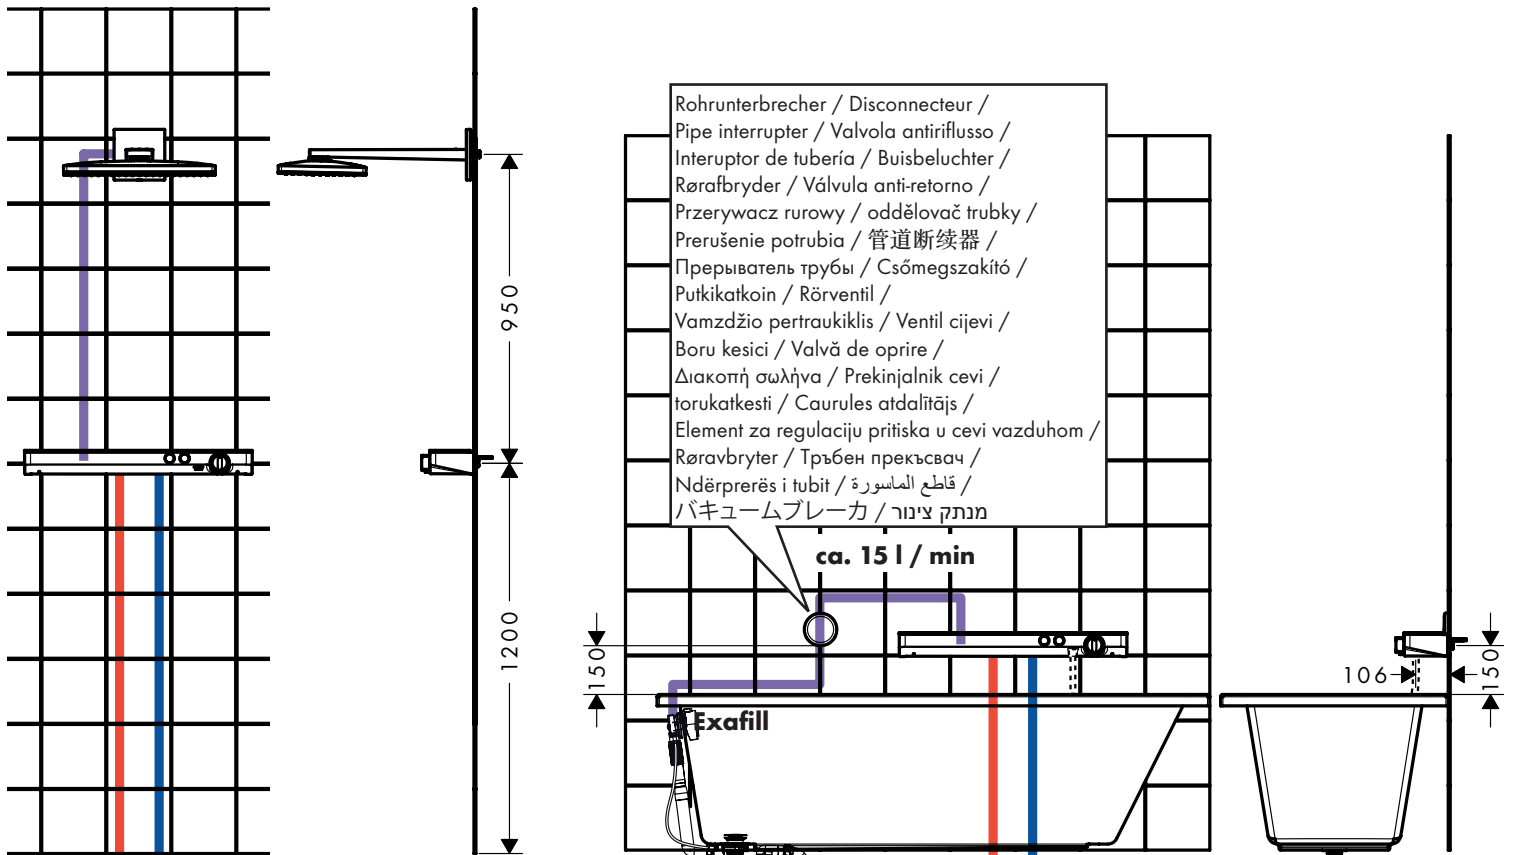 Rohrunterbrecher / Disconnecteur /
Pipe interrupter / Valvola antiriflusso /
Interuptor de tubería / Buisbeluchter /
Rørafbryder / Válvula anti-retorno /
Przerywacz rurowy / oddělovač trubky /
Prerušenie potrubia / 管道断续器 /
Прерыватель трубы / Csőmegszakító /
Putkikatkoin / Rörventil /
Vamzdžio pertraukiklis / Ventil cijevi /
Boru kesici / Valvă de oprire /
Διακοπή σωλήνα / Prekinjalnik cevi /
torukatkesti / Caurules atdalītājs /
Element za regulaciju pritiska u cevi vazduhom /
Røravbryter / Тръбен прекъсвач /
Ndërprerës i tubit / قاطع الماسورة /
バキュームブレーカ / מנתק צינור
ca. 15 l / min
950
1200
150
106
150
Exafill